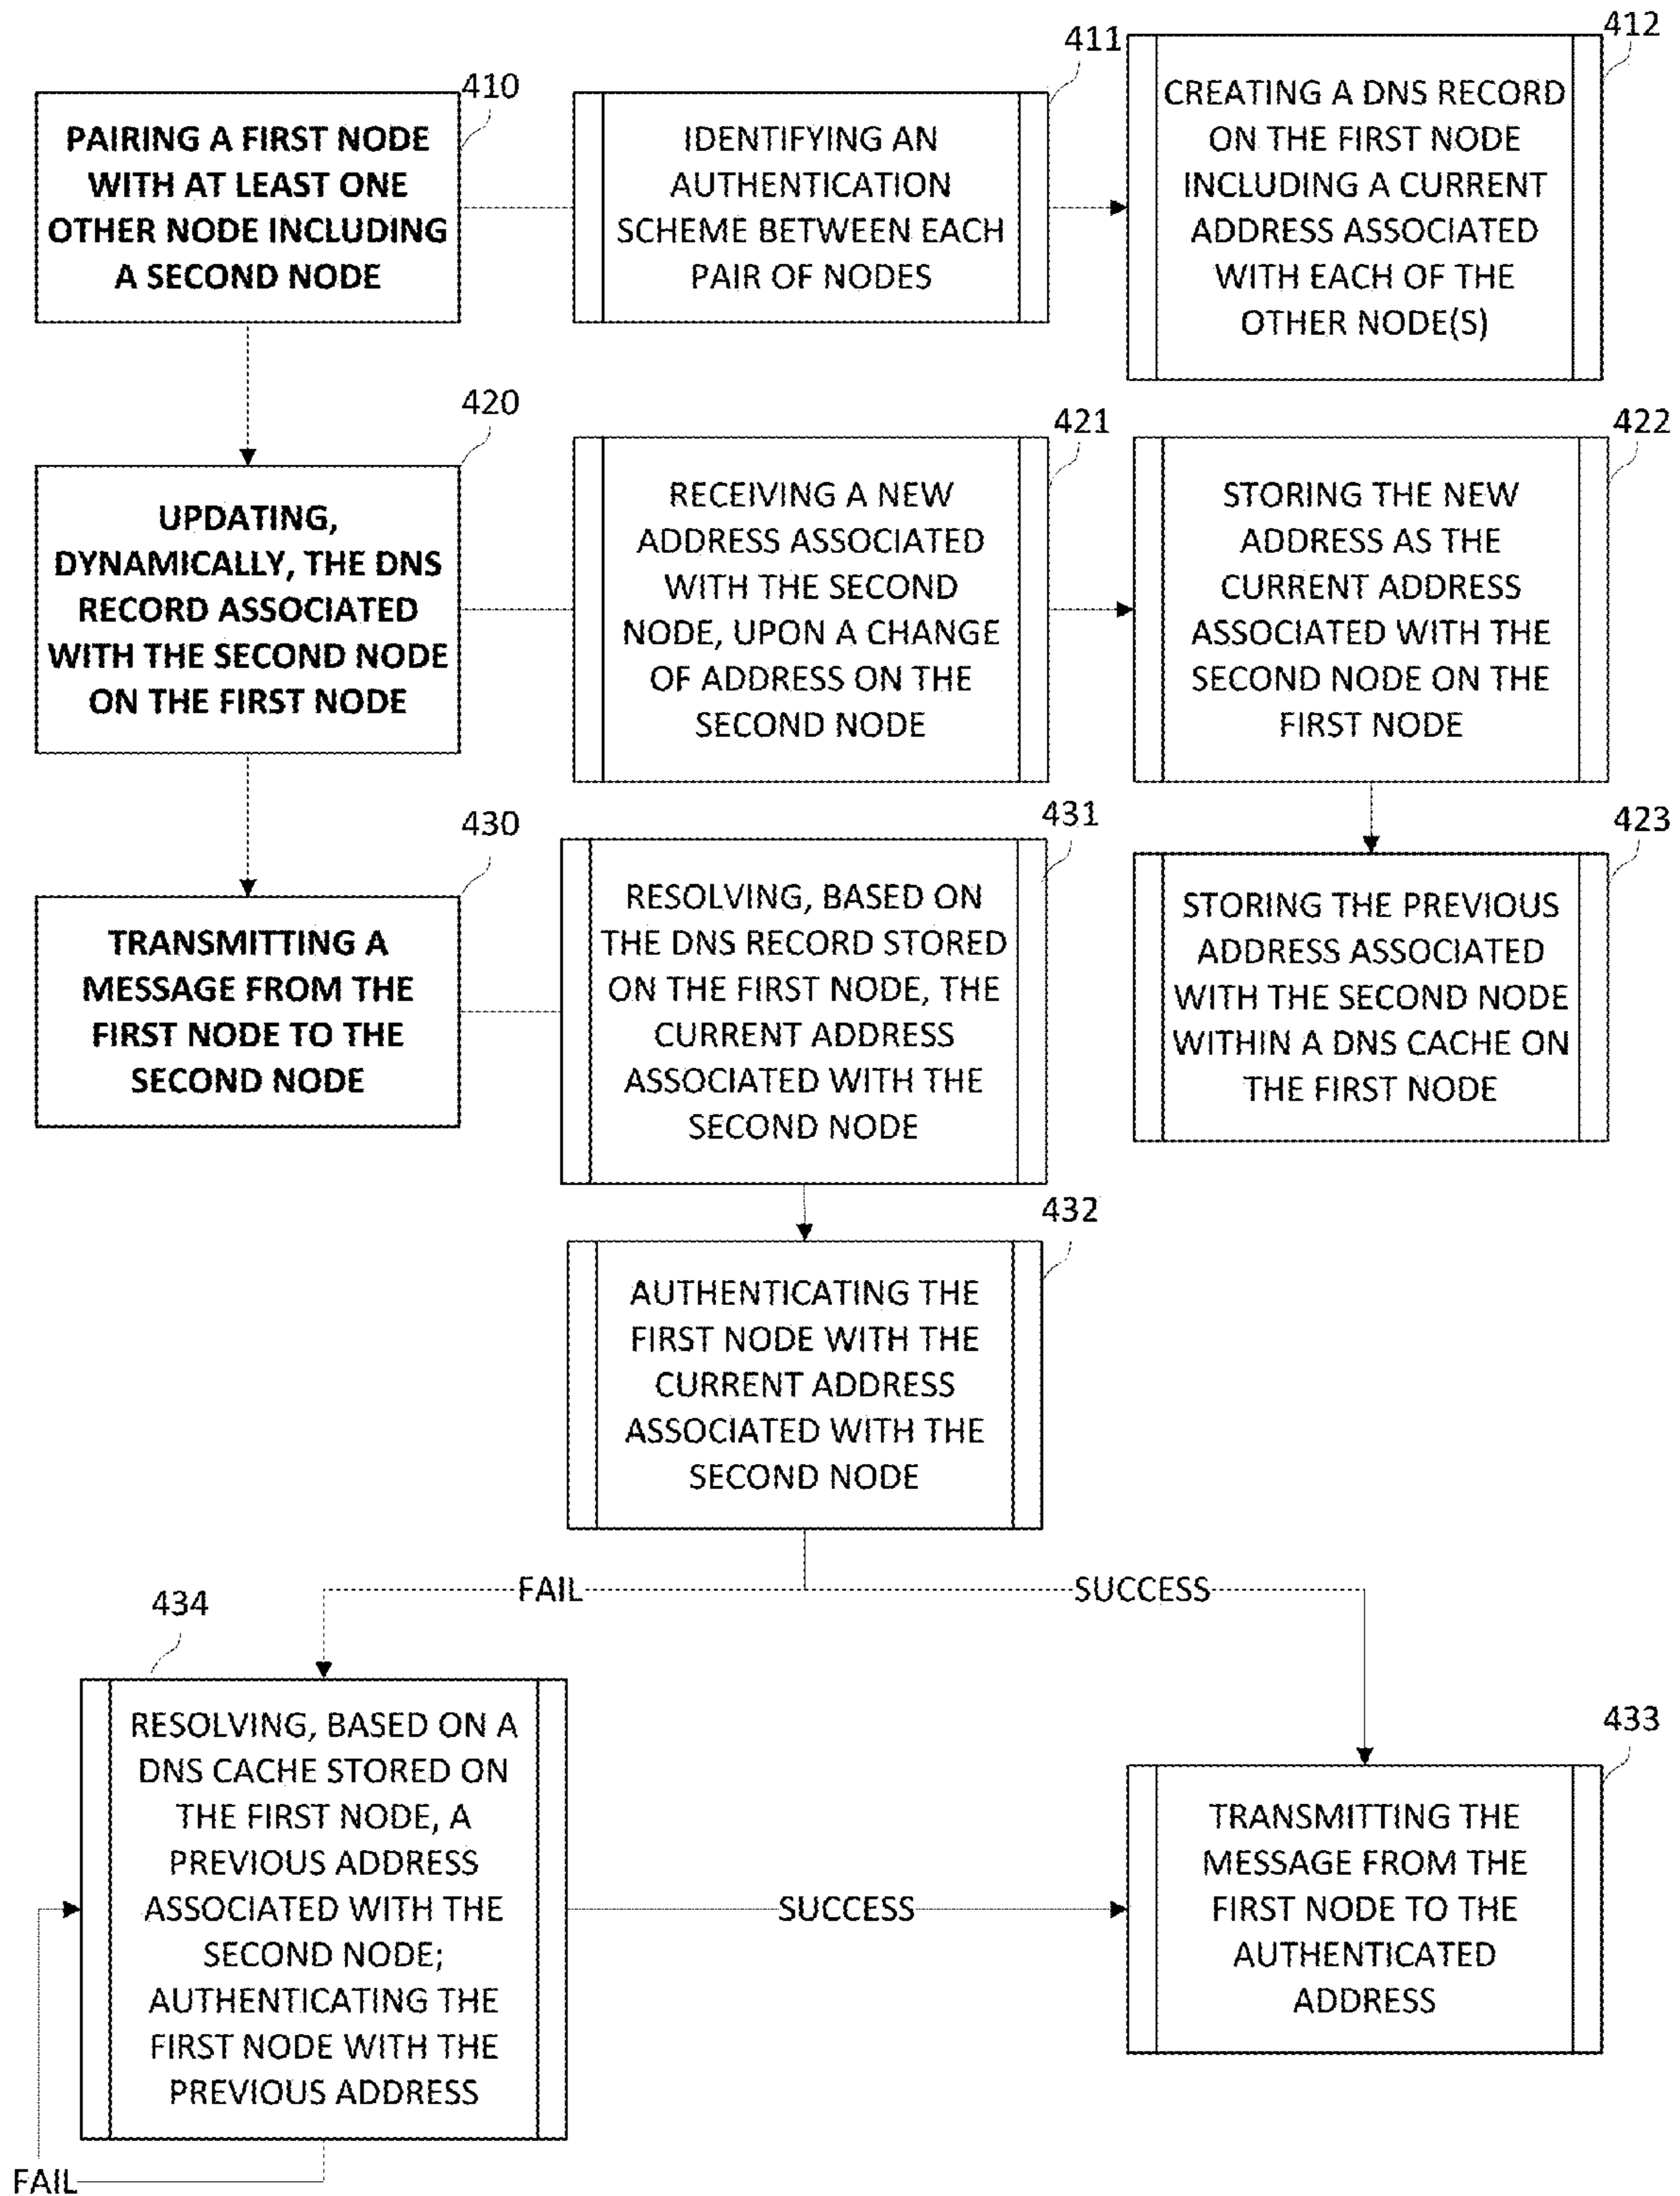 410
PAIRING A FIRST NODE
WITH AT LEAST ONE
OTHER NODE INCLUDING
A SECOND NODE
411
IDENTIFYING AN
AUTHENTICATION
SCHEME BETWEEN EACH
PAIR OF NODES
412
CREATING A DNS RECORD
ON THE FIRST NODE
INCLUDING A CURRENT
ADDRESS ASSOCIATED
WITH EACH OF THE
OTHER NODE(S)
420
UPDATING,
DYNAMICALLY, THE DNS
RECORD ASSOCIATED
WITH THE SECOND NODE
ON THE FIRST NODE
421
RECEIVING A NEW
ADDRESS ASSOCIATED
WITH THE SECOND
NODE, UPON A CHANGE
OF ADDRESS ON THE
SECOND NODE
422
STORING THE NEW
ADDRESS AS THE
CURRENT ADDRESS
ASSOCIATED WITH THE
SECOND NODE ON THE
FIRST NODE
423
STORING THE PREVIOUS
ADDRESS ASSOCIATED
WITH THE SECOND NODE
WITHIN A DNS CACHE ON
THE FIRST NODE
430
TRANSMITTING A
MESSAGE FROM THE
FIRST NODE TO THE
SECOND NODE
431
RESOLVING, BASED ON
THE DNS RECORD STORED
ON THE FIRST NODE, THE
CURRENT ADDRESS
ASSOCIATED WITH THE
SECOND NODE
432
AUTHENTICATING THE
FIRST NODE WITH THE
CURRENT ADDRESS
ASSOCIATED WITH THE
SECOND NODE
FAIL
SUCCESS
434
RESOLVING, BASED ON A
DNS CACHE STORED ON
THE FIRST NODE, A
PREVIOUS ADDRESS
ASSOCIATED WITH THE
SECOND NODE;
AUTHENTICATING THE
FIRST NODE WITH THE
PREVIOUS ADDRESS
SUCCESS
433
TRANSMITTING THE
MESSAGE FROM THE
FIRST NODE TO THE
AUTHENTICATED
ADDRESS
FAIL